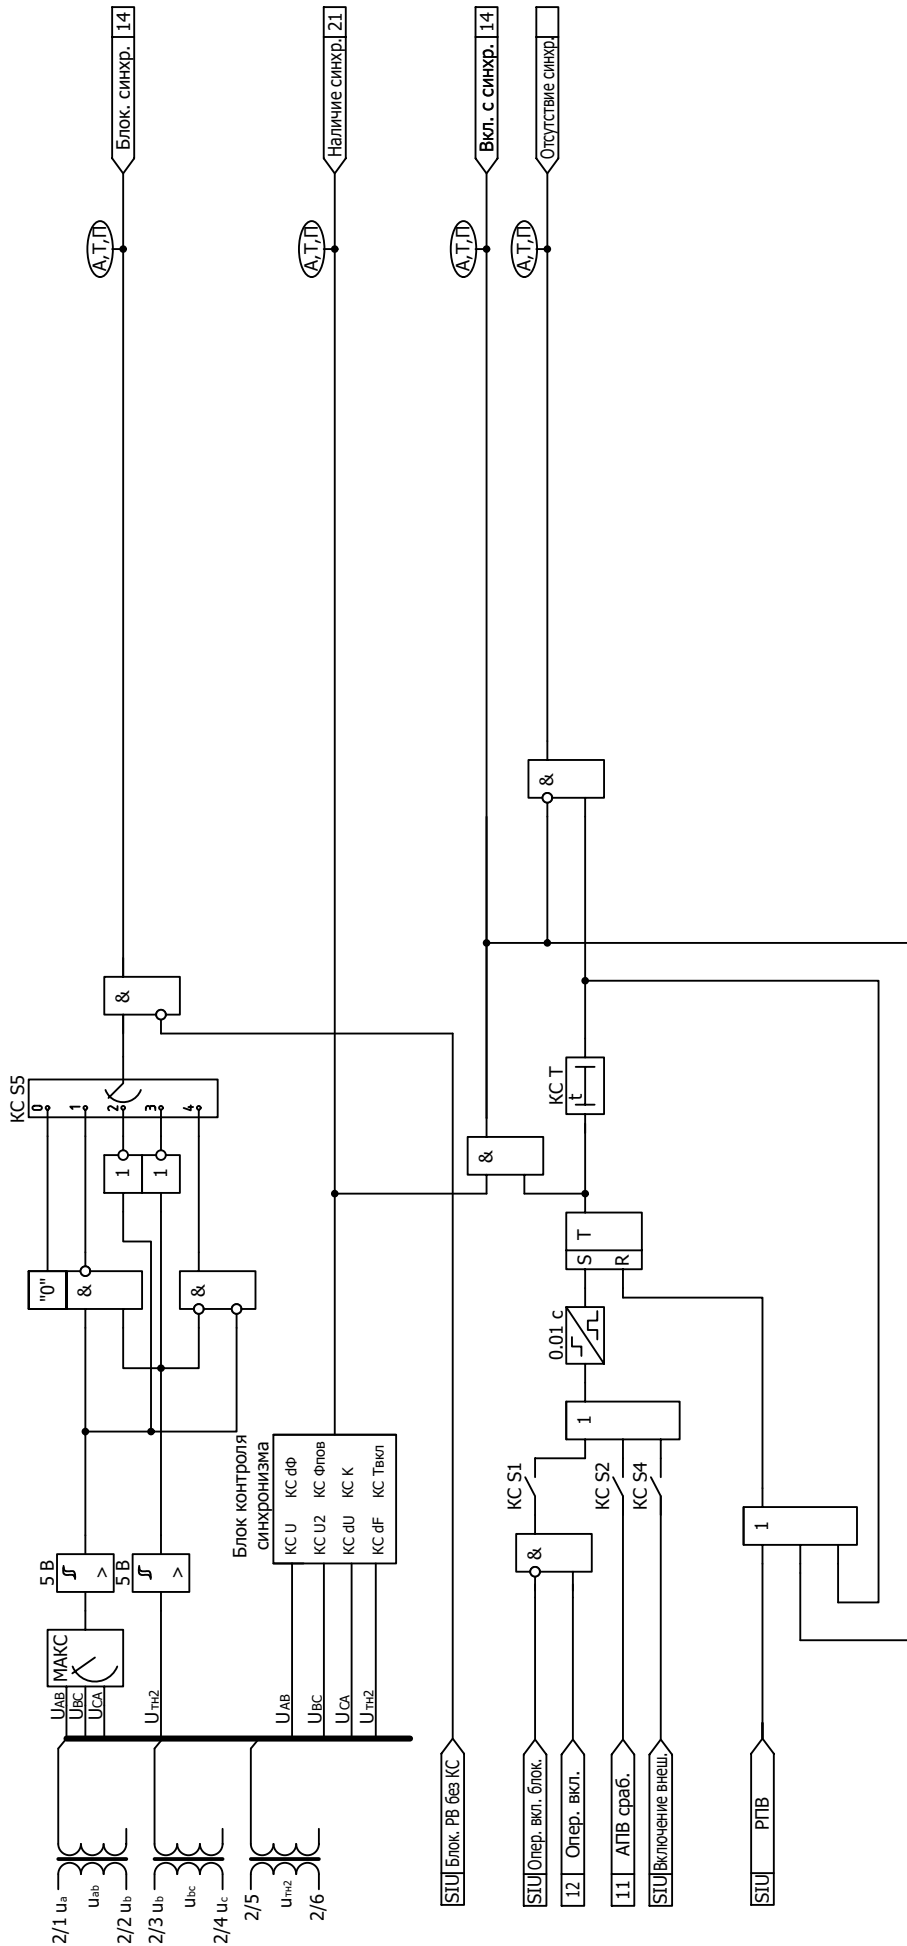 Блок. синхр. 14
Наличие синхр. 21
Вкл. с синхр. 14
Отсутствие синхр.
А,Т,П
А,Т,П
А,Т,П
А,Т,П
&
&
КС S5
0
1
2
3
4
1
1
"0"
&
&
&
КС Т
t
T
S
R
0.01 с
1
КС S1
КС S2
КС S4
&
1
Блок контроля
синхронизма
КС U КС dФ
КС U2 КС Фпов
КС dU КС К
КС dF КС Tвкл
5 В
>
5 В
>
МАКС
UAB
UBC
UCA
Uтн2
UAB
UBC
UCA
Uтн2
2/1 ua
uab
2/2 ub
2/3 ub
ubc
2/4 uc
2/5
uтн2
2/6
SIU Блок. РВ без КС
SIU Опер. вкл. блок.
12 Опер. вкл.
11 АПВ сраб.
SIU Включение внеш.
SIU РПВ